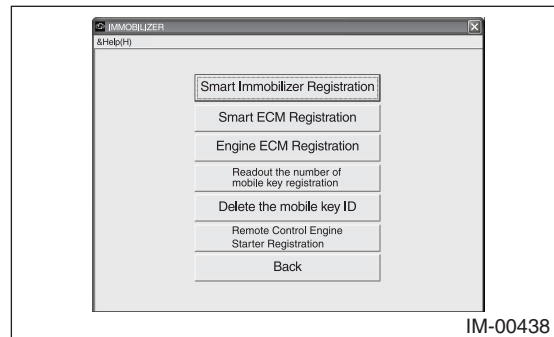 IMMOBILIZER
&Help(H)
Smart Immobilizer Registration
Smart ECM Registration
Engine ECM Registration
Readout the number of
mobile key registration
Delete the mobile key ID
Remote Control Engine
Starter Registration
Back
IM-00438